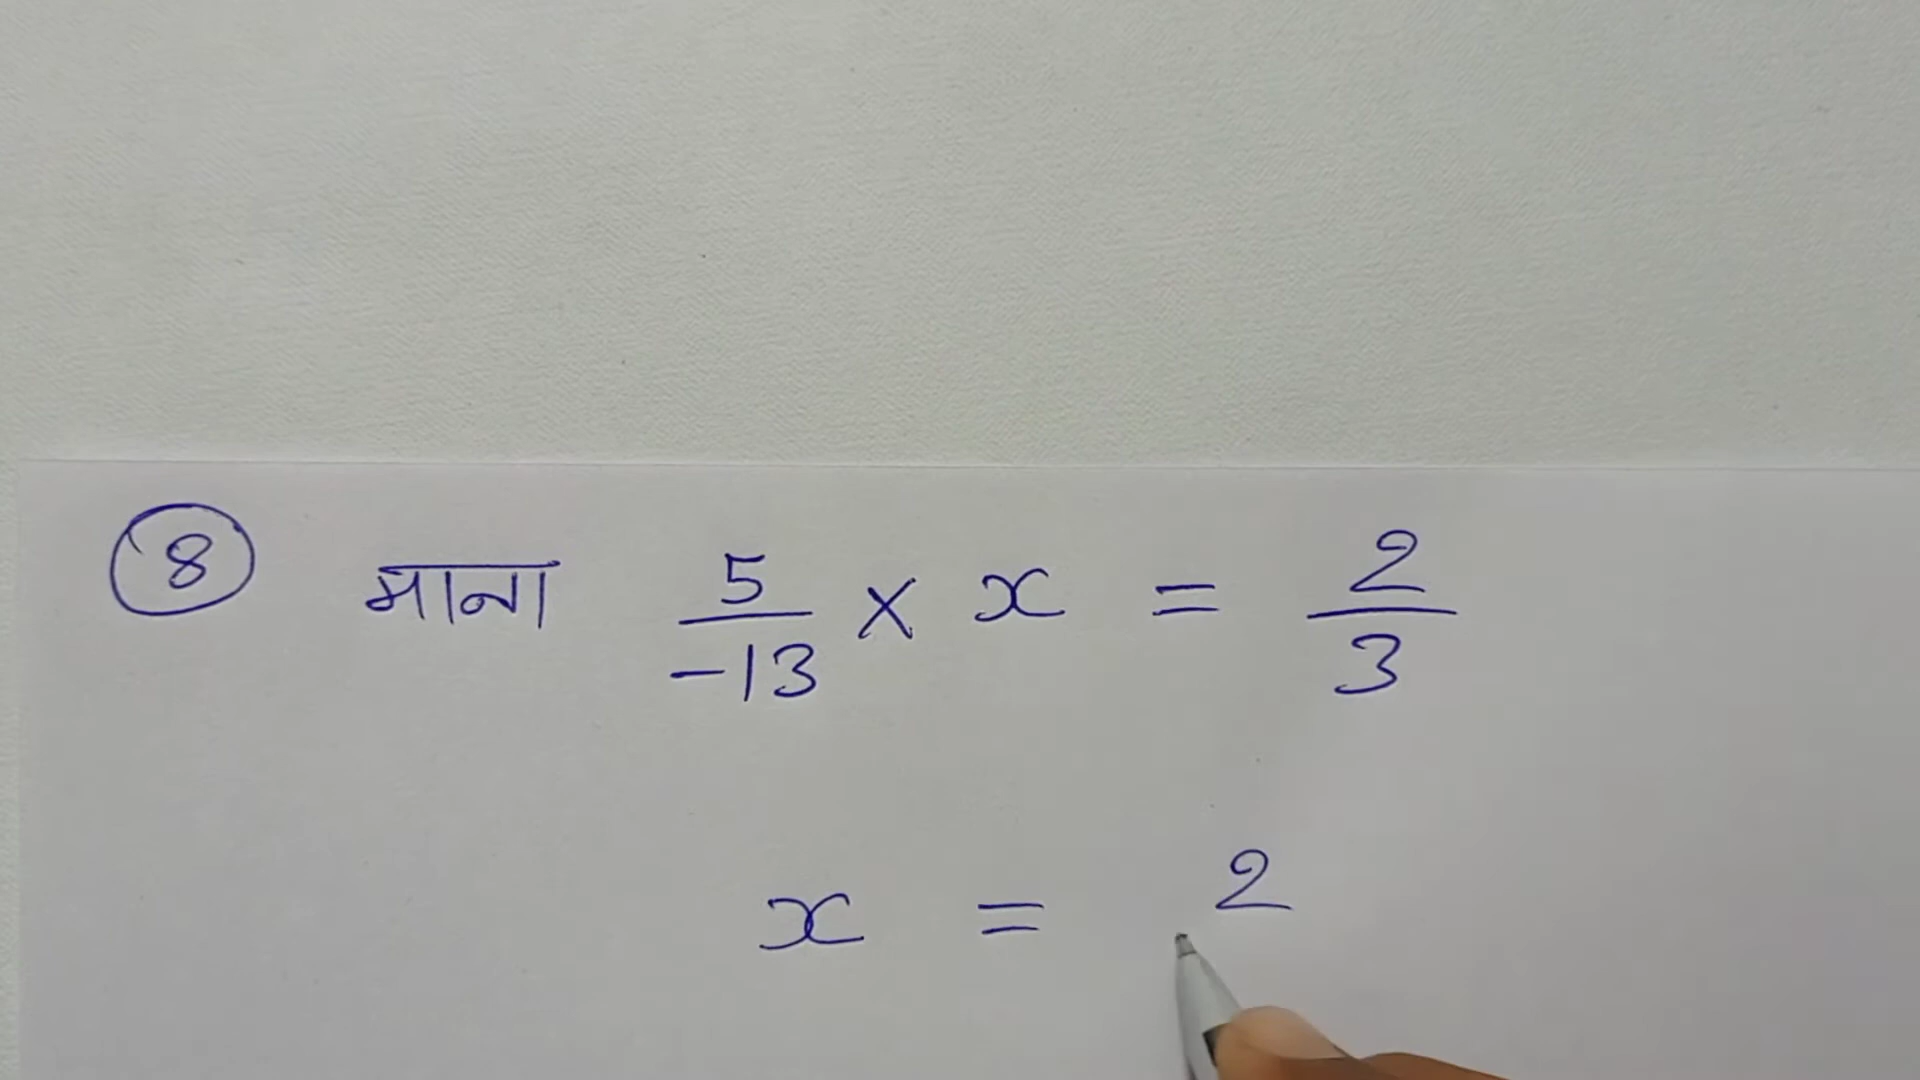 8 माना 5/-13 × x = 2/3
x = 2